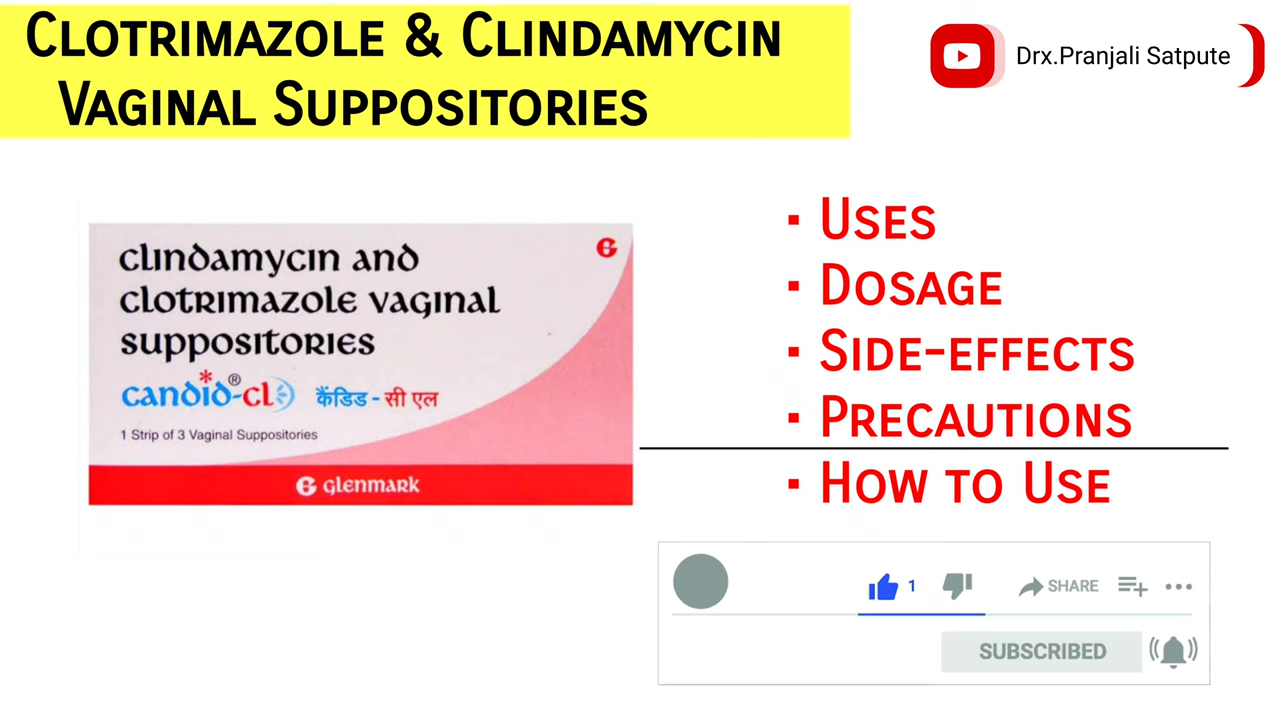 Clotrimazole & Clindamycin
Vaginal Suppositories
Drx.Pranjali Satpute
clindamycin and
clotrimazole vaginal
suppositories
candid*®-cl कैंडिड - सी एल
1 Strip of 3 Vaginal Suppositories
G glenmark
▪ Uses
▪ Dosage
▪ Side-effects
▪ Precautions
▪ How to Use
1 SHARE
SUBSCRIBED